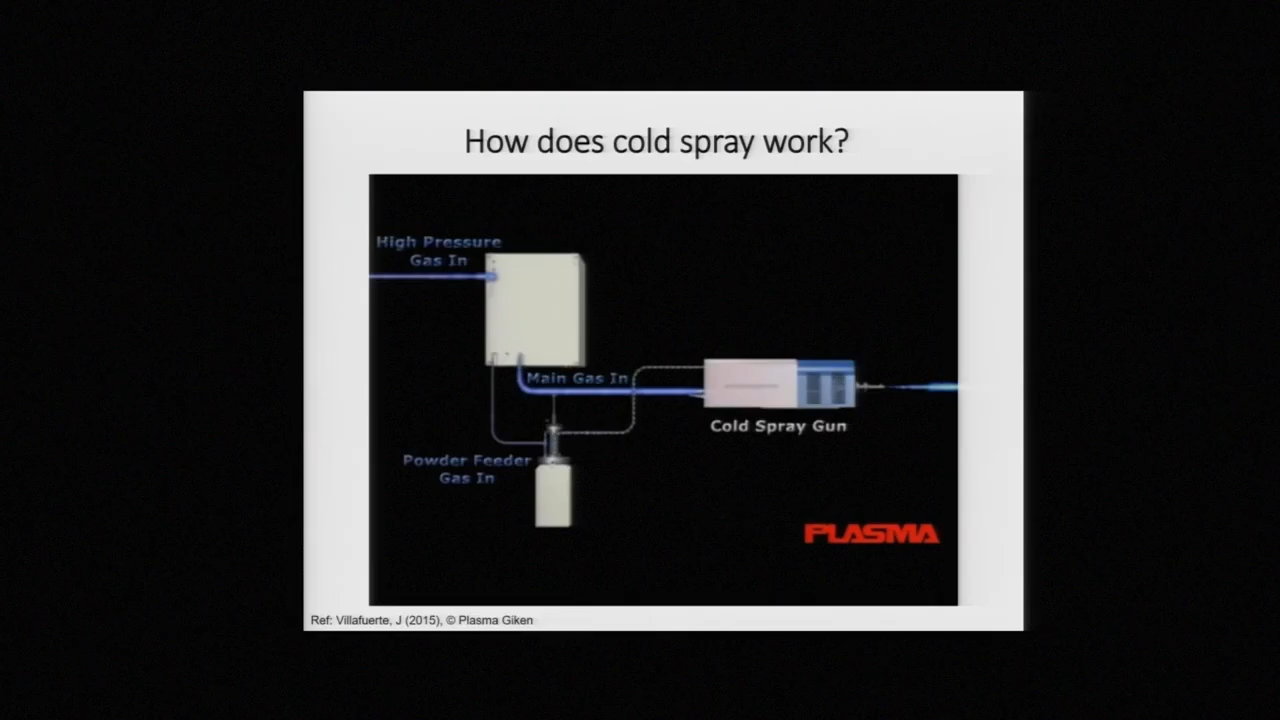 How does cold spray work?
High Pressure
Gas In
Main Gas In
Cold Spray Gun
Powder Feeder
Gas In
PLASMA
Ref: Villafuerte, J (2015), © Plasma Giken